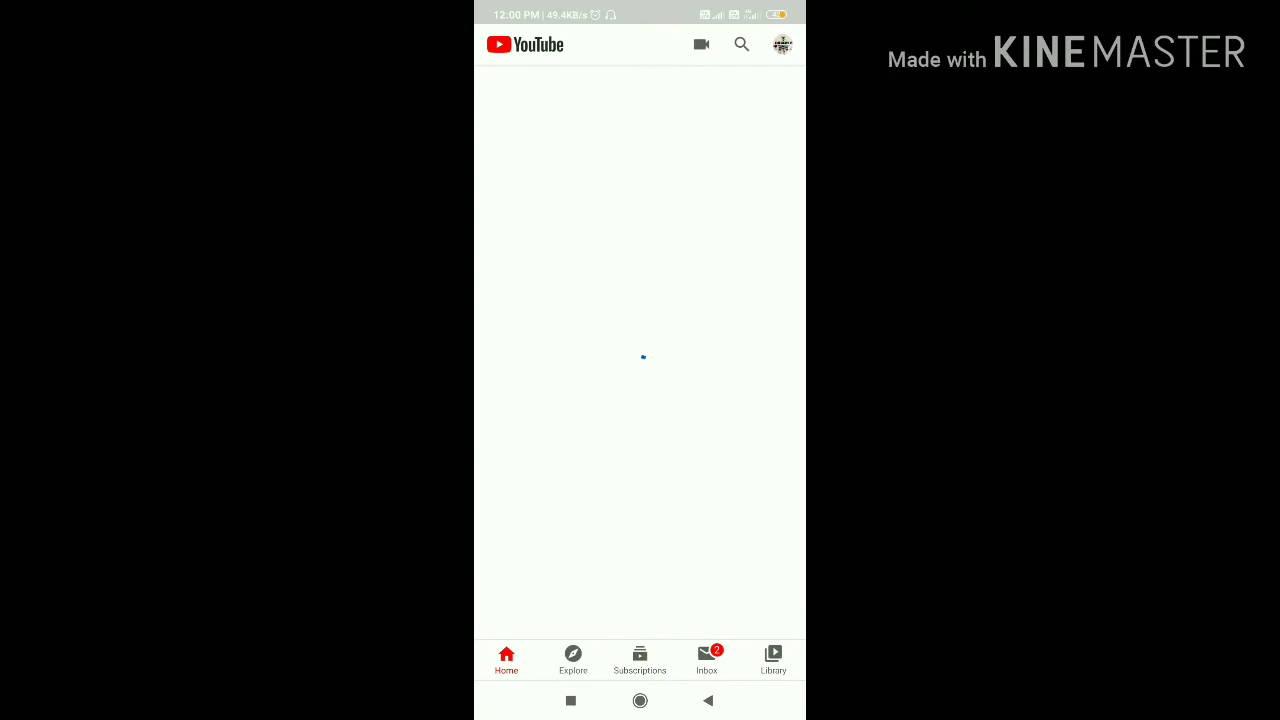 12:00 PM | 49.4KB/s
YouTube
Made with KINEMASTER
2
Home Explore Subscriptions Inbox Library